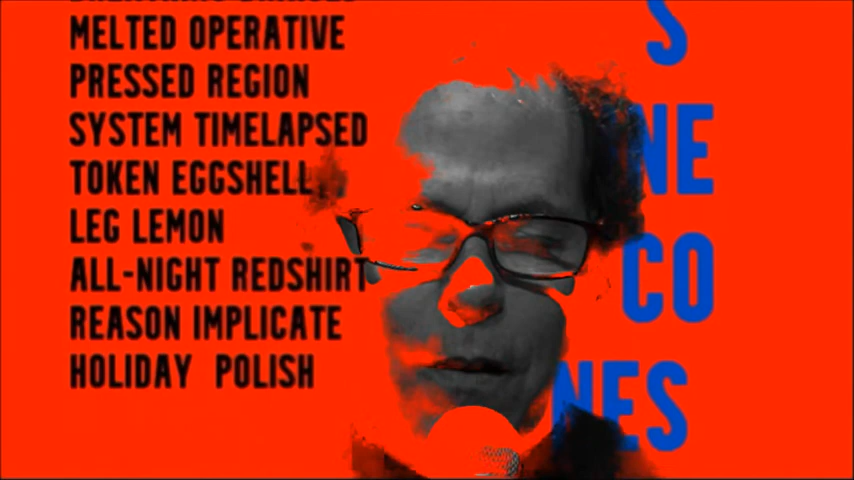 MELTED OPERATIVE
PRESSED REGION
SYSTEM TIMELAPSED
TOKEN EGGSHELL
LEG LEMON
ALL-NIGHT REDSHIRT
REASON IMPLICATE
HOLIDAY POLISH
S
NE
CO
NES